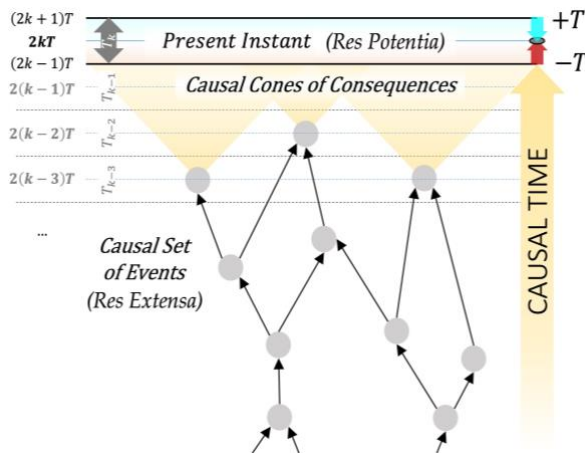 (2k+1)T
2kT
(2k−1)T
2(k−1)T
2(k−2)T
2(k−3)T
...
T_k
T_{k−1}
T_{k−2}
T_{k−3}
Present Instant (Res Potentia)
Causal Cones of Consequences
Causal Set
of Events
(Res Extensa)
+T
−T
CAUSAL TIME